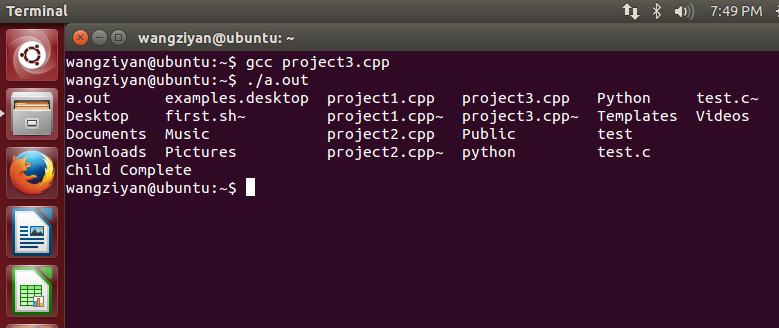 Terminal
7:49 PM
wangziyan@ubuntu: ~
wangziyan@ubuntu:~$ gcc project3.cpp
wangziyan@ubuntu:~$ ./a.out
a.out examples.desktop project1.cpp project3.cpp Python test.c~
Desktop first.sh~ project1.cpp~ project3.cpp~ Templates Videos
Documents Music project2.cpp Public test
Downloads Pictures project2.cpp~ python test.c
Child Complete
wangziyan@ubuntu:~$